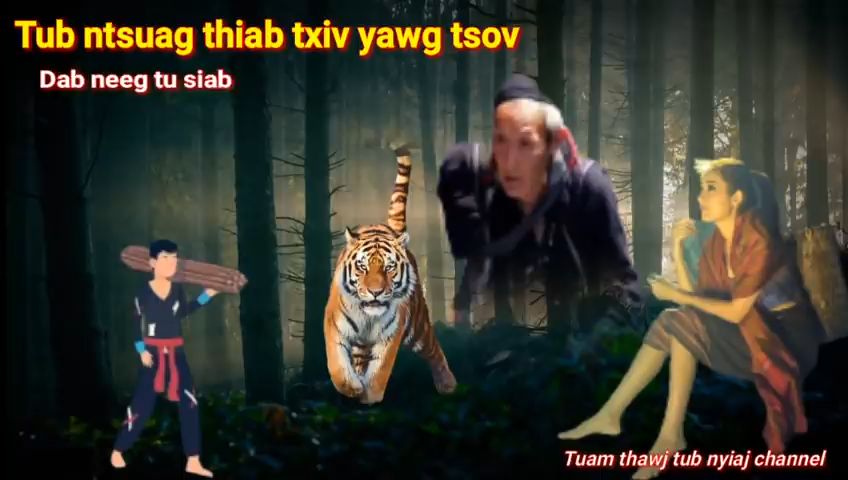 Tub ntsuag thiab txiv yawg tsov
Dab neeg tu siab
Tuam thawj tub nyiaj channel